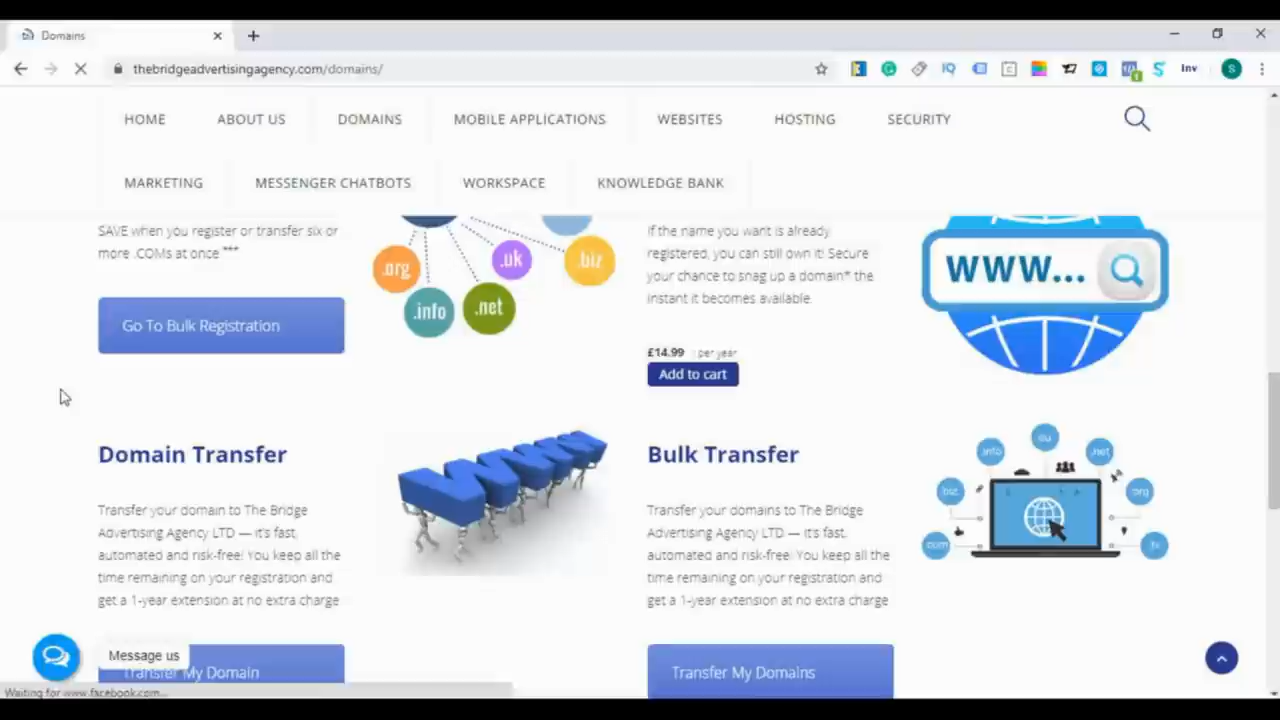 Domains
thebridgeadvertisingagency.com/domains/
Inv
S
HOME ABOUT US DOMAINS MOBILE APPLICATIONS WEBSITES HOSTING SECURITY
MARKETING MESSENGER CHATBOTS WORKSPACE KNOWLEDGE BANK
SAVE when you register or transfer six or
more .COMs at once ***
Go To Bulk Registration
.org
.info
.uk
.net
.biz
If the name you want is already
registered, you can still own it! Secure
your chance to snag up a domain* the
instant it becomes available.
£14.99 per year
Add to cart
WWW...
Domain Transfer
Transfer your domain to The Bridge
Advertising Agency LTD — it's fast,
automated and risk-free! You keep all the
time remaining on your registration and
get a 1-year extension at no extra charge
Transfer My Domain
WWWWW
Bulk Transfer
Transfer your domains to The Bridge
Advertising Agency LTD — it's fast,
automated and risk-free! You keep all the
time remaining on your registration and
get a 1-year extension at no extra charge
Transfer My Domains
.info
.eu
.net
.biz
.org
.com
.tv
Message us
Waiting for www.facebook.com...